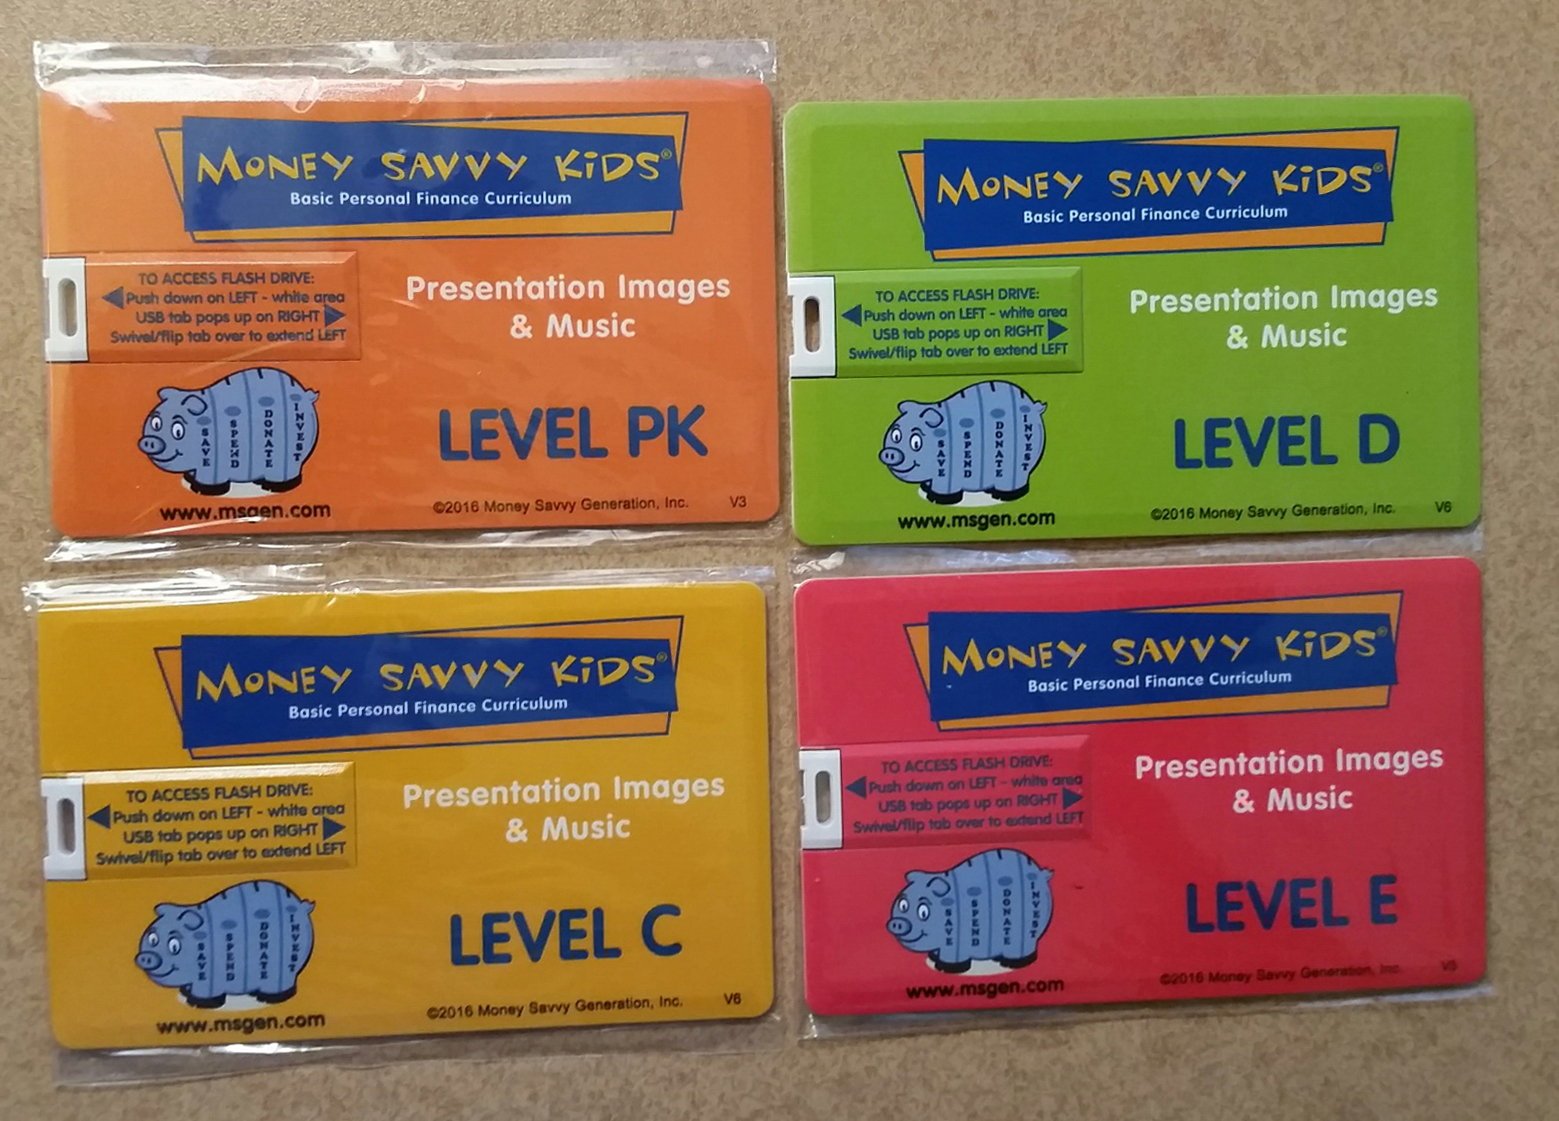 MONEY SAVVY KiDS®
Basic Personal Finance Curriculum
TO ACCESS FLASH DRIVE:
Push down on LEFT - white area
USB tab pops up on RIGHT
Swivel/flip tab over to extend LEFT
Presentation Images
& Music
SAVE
SPEND
DONATE
INVEST
LEVEL PK
www.msgen.com
©2016 Money Savvy Generation, Inc.
V3
MONEY SAVVY KiDS®
Basic Personal Finance Curriculum
TO ACCESS FLASH DRIVE:
Push down on LEFT - white area
USB tab pops up on RIGHT
Swivel/flip tab over to extend LEFT
Presentation Images
& Music
SAVE
SPEND
DONATE
INVEST
LEVEL D
www.msgen.com
©2016 Money Savvy Generation, Inc.
V6
MONEY SAVVY KiDS®
Basic Personal Finance Curriculum
TO ACCESS FLASH DRIVE:
Push down on LEFT - white area
USB tab pops up on RIGHT
Swivel/flip tab over to extend LEFT
Presentation Images
& Music
SAVE
SPEND
DONATE
INVEST
LEVEL C
www.msgen.com
©2016 Money Savvy Generation, Inc.
V6
MONEY SAVVY KiDS®
Basic Personal Finance Curriculum
TO ACCESS FLASH DRIVE:
Push down on LEFT - white area
USB tab pops up on RIGHT
Swivel/flip tab over to extend LEFT
Presentation Images
& Music
SAVE
SPEND
DONATE
INVEST
LEVEL E
www.msgen.com
©2016 Money Savvy Generation, Inc.